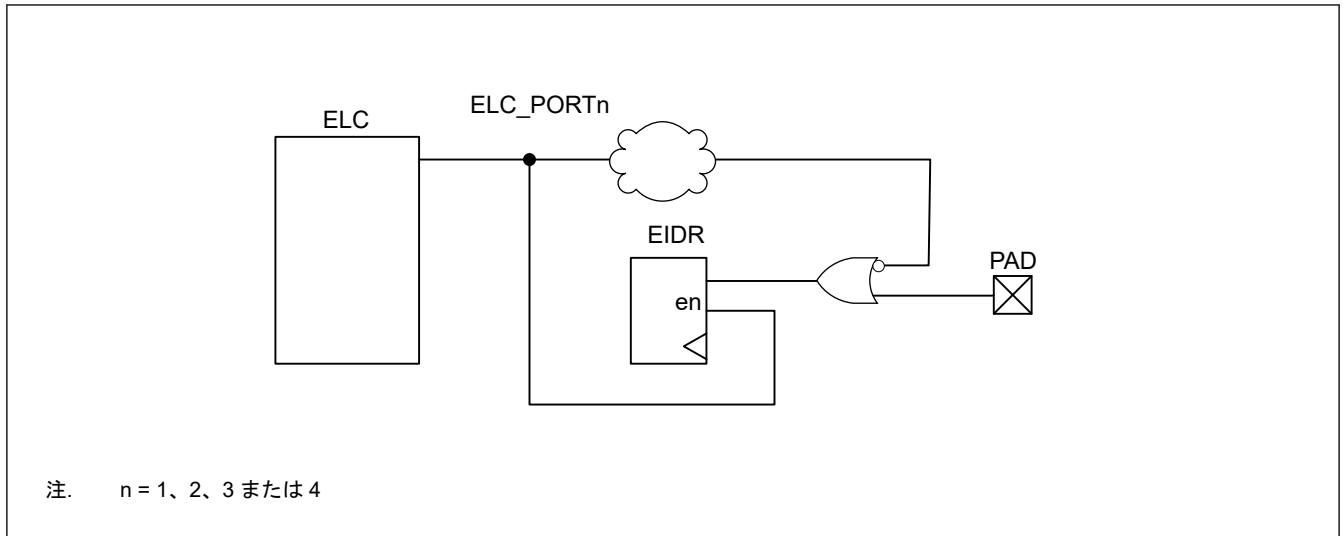 ELC_PORTn
ELC
EIDR
en
PAD
注. n = 1、2、3 または 4